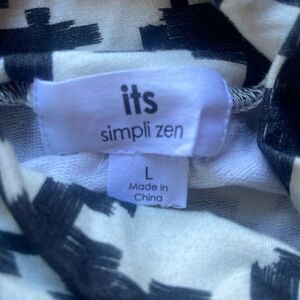 its
simpli zen
L
Made in
China